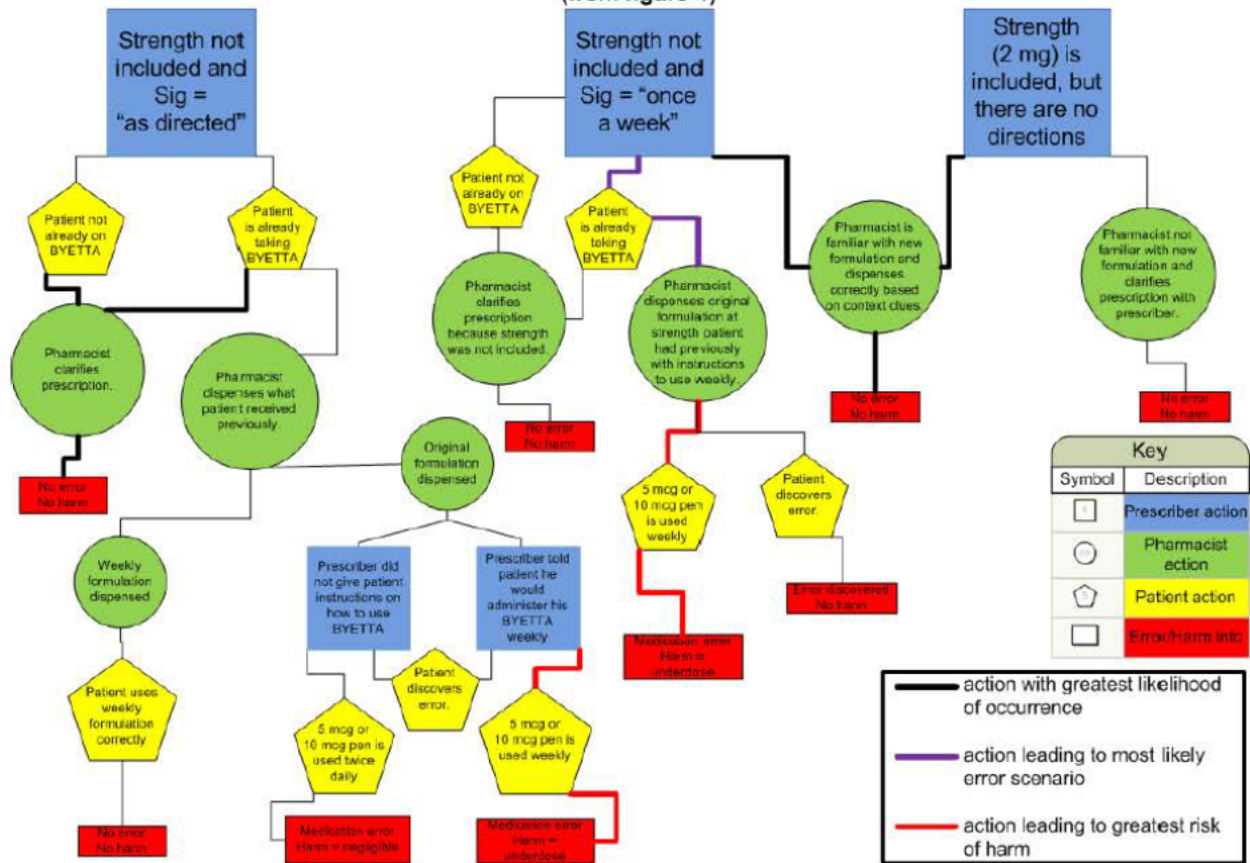 (from figure 4)
Strength not
included and
Sig =
“as directed”
Strength not
included and
Sig = “once
a week”
Strength
(2 mg) is
included, but
there are no
directions
Patient not
already on
BYETTA
Patient
is already
taking
BYETTA
Patient not
already on
BYETTA
Patient
is already
taking
BYETTA
Pharmacist is
familiar with new
formulation and
dispenses
correctly based
on context clues.
Pharmacist not
familiar with new
formulation and
clarifies
prescription with
prescriber.
Pharmacist
clarifies
prescription.
Pharmacist
dispenses what
patient received
previously.
Pharmacist
clarifies
prescription
because strength
was not included.
Pharmacist
dispenses original
formulation at
strength patient
had previously
with instructions
to use weekly.
No error
No harm
No error
No harm
No error
No harm
No error
No harm
Original
formulation
dispensed
5 mcg or
10 mcg pen
is used
weekly
Patient
discovers
error.
Weekly
formulation
dispensed
Prescriber did
not give patient
instructions on
how to use
BYETTA
Prescriber told
patient he
would
administer his
BYETTA
weekly
Error discovered
No harm
Medication error
Harm =
underdose
Patient
discovers
error.
Patient uses
weekly
formulation
correctly
5 mcg or
10 mcg pen is
used twice
daily
5 mcg or
10 mcg pen is
used weekly
No error
No harm
Medication error
Harm = negligible
Medication error
Harm =
underdose
Key
Symbol Description
Prescriber action
Pharmacist
action
Patient action
Error/Harm Info
action with greatest likelihood
of occurrence
action leading to most likely
error scenario
action leading to greatest risk
of harm